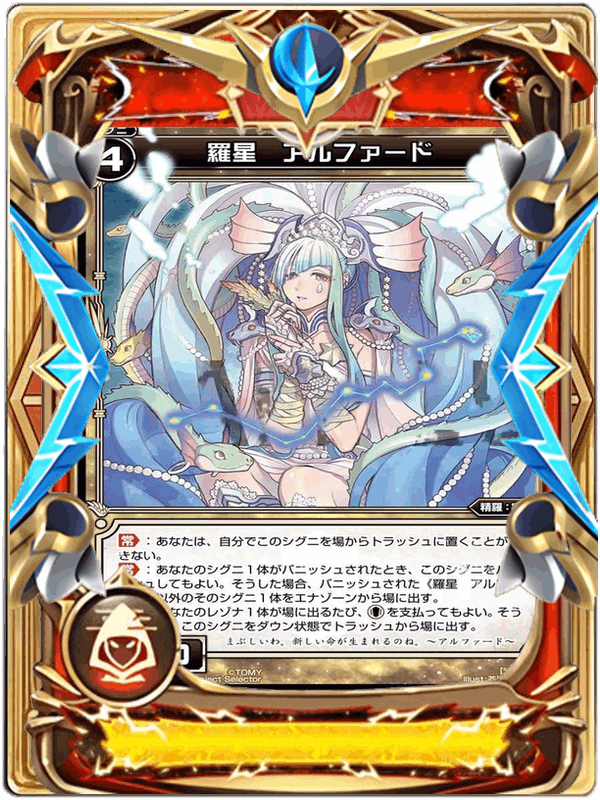 4
羅星 アルファード
精羅:
常:あなたは、自分でこのシグニを場からトラッシュに置くことが
きない。
常:あなたのシグニ1体がバニッシュされたとき、このシグニをバ
ュしてもよい。そうした場合、バニッシュされた《羅星 アル
以外のそのシグニをエナゾーンから場に出す。
なたのレゾナ1体が場に出るたび、を支払ってもよい。そう
、このシグニをダウン状態でトラッシュから場に出す。
まぶしいわ。新しい命が生まれるのね。~アルファード~
©TOMY
ect Selector
Illust: